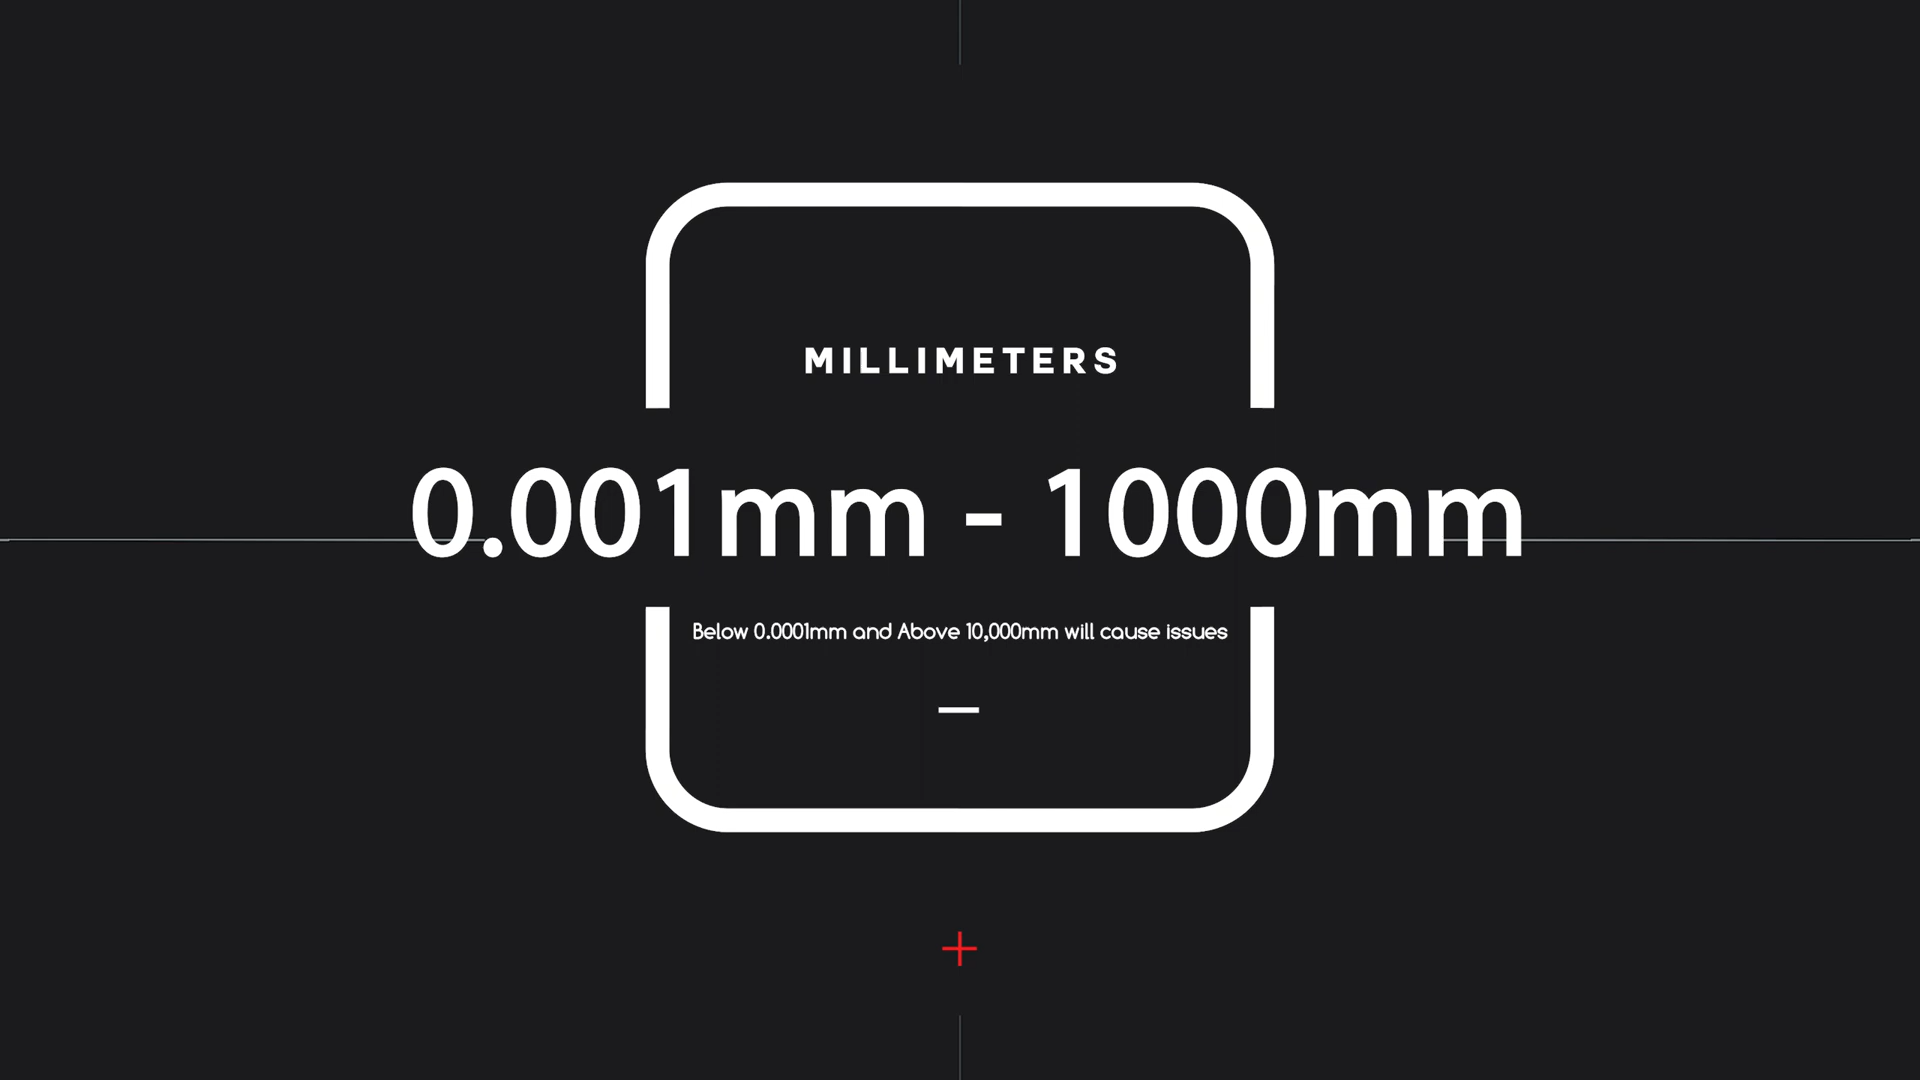 MILLIMETERS
0.001mm - 1000mm
Below 0.0001mm and Above 10,000mm will cause issues